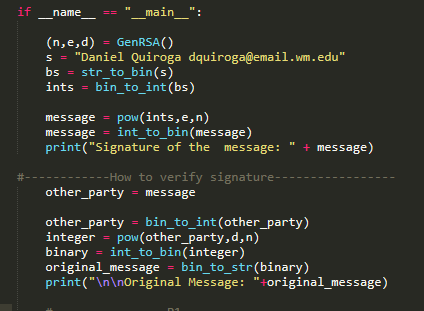 if __name__ == "__main__":
(n,e,d) = GenRSA()
s = "Daniel Quiroga dquiroga@email.wm.edu"
bs = str_to_bin(s)
ints = bin_to_int(bs)
message = pow(ints,e,n)
message = int_to_bin(message)
print("Signature of the  message: " + message)
#------------How to verify signature-----------------
other_party = message
other_party = bin_to_int(other_party)
integer = pow(other_party,d,n)
binary = int_to_bin(integer)
original_message = bin_to_str(binary)
print("\n\nOriginal Message: "+original_message)